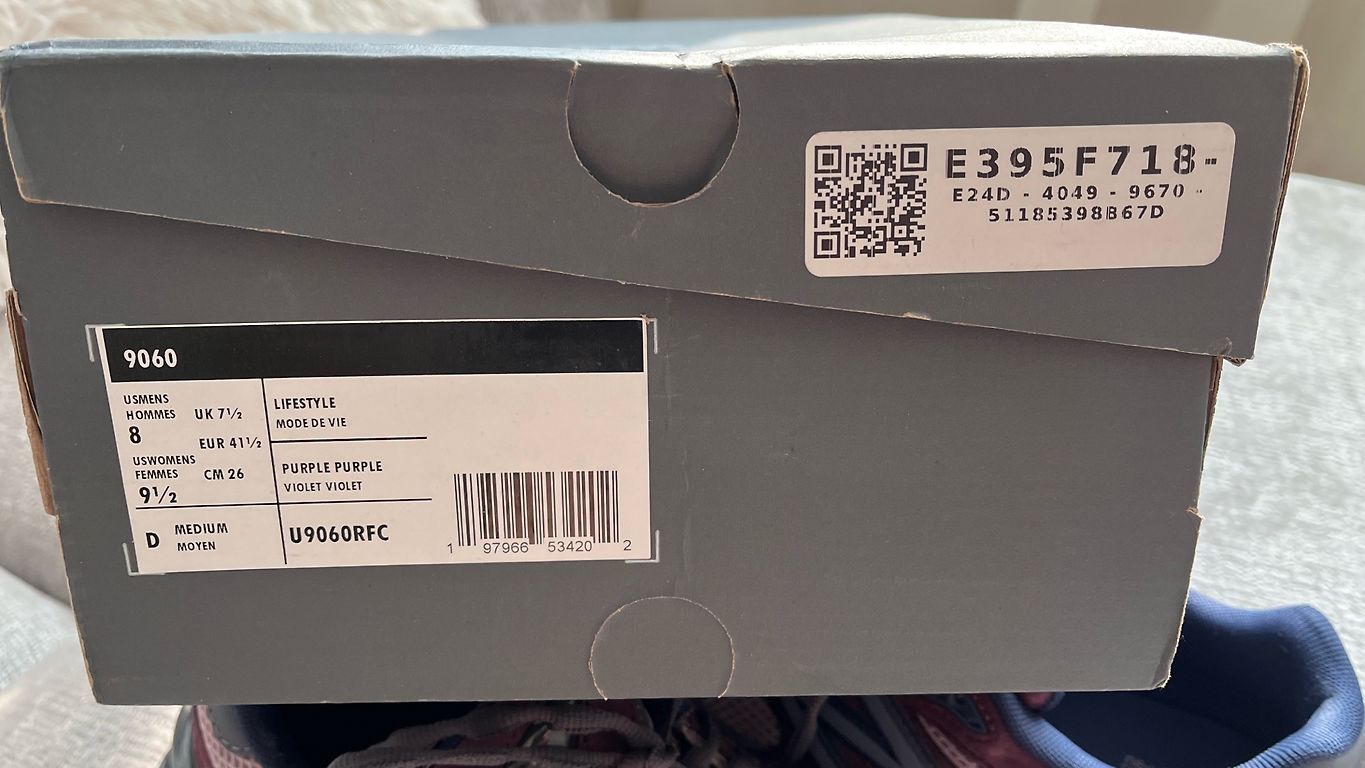 E395F718-
E24D - 4049 - 9670 -
51185398B67D
9060
USMENS
HOMMES
8
UK 7½
EUR 41½
USWOMENS
FEMMES
9½
CM 26
D MEDIUM
MOYEN
LIFESTYLE
MODE DE VIE
PURPLE PURPLE
VIOLET VIOLET
U9060RFC
1 97966 53420 2